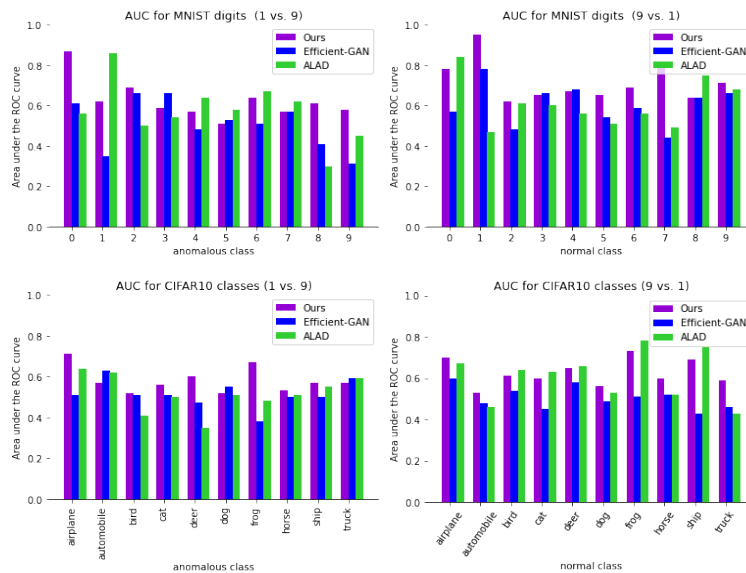 AUC for MNIST digits (1 vs. 9)
1.0
0.8
0.6
0.4
0.2
0.0
Area under the ROC curve
Ours
Efficient-GAN
ALAD
0 1 2 3 4 5 6 7 8 9
anomalous class
AUC for MNIST digits (9 vs. 1)
1.0
0.8
0.6
0.4
0.2
0.0
Area under the ROC curve
Ours
Efficient-GAN
ALAD
0 1 2 3 4 5 6 7 8 9
normal class
AUC for CIFAR10 classes (1 vs. 9)
1.0
0.8
0.6
0.4
0.2
0.0
Area under the ROC curve
Ours
Efficient-GAN
ALAD
airplane
automobile
bird
cat
deer
dog
frog
horse
ship
truck
anomalous class
AUC for CIFAR10 classes (9 vs. 1)
1.0
0.8
0.6
0.4
0.2
0.0
Area under the ROC curve
Ours
Efficient-GAN
ALAD
airplane
automobile
bird
cat
deer
dog
frog
horse
ship
truck
normal class